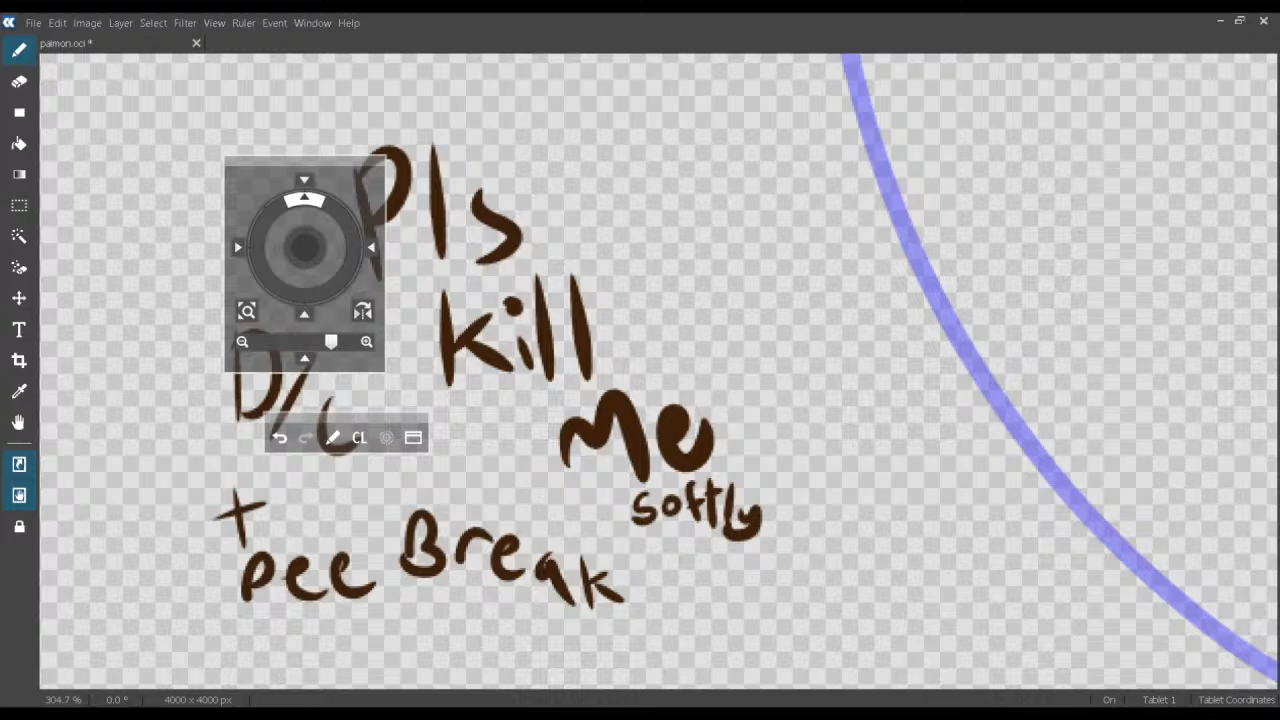 File Edit Image Layer Select Filter View Ruler Event Window Help
paimon.oci *
Pls
kill
Me
softly
D/c
+
pee Break
CL
304.7 % 0.0 ° 4000 x 4000 px On Tablet 1 Tablet Coordinates